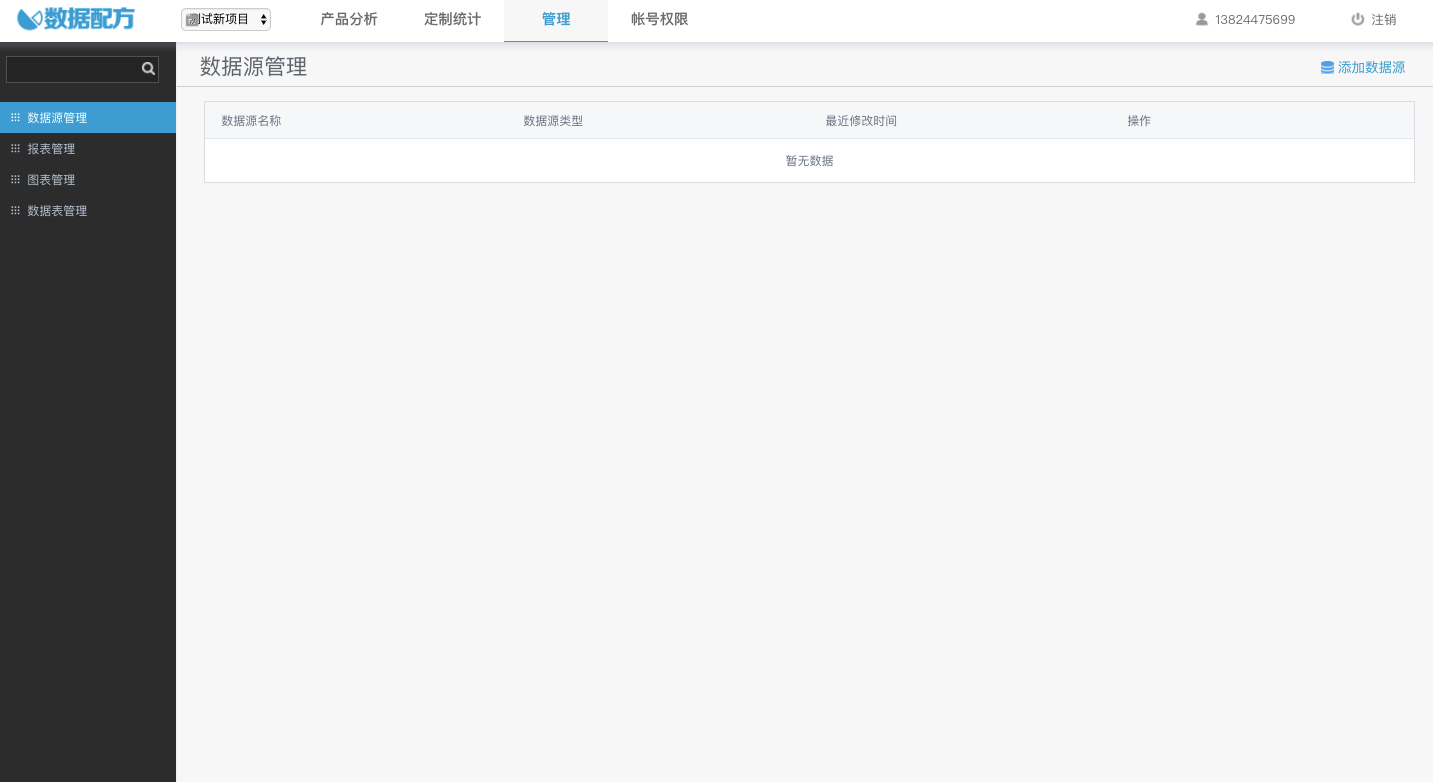 数据配方
试新项目
产品分析
定制统计
管理
帐号权限
13824475699
注销
数据源管理
添加数据源
数据源管理
报表管理
图表管理
数据表管理
数据源名称 数据源类型 最近修改时间 操作
暂无数据